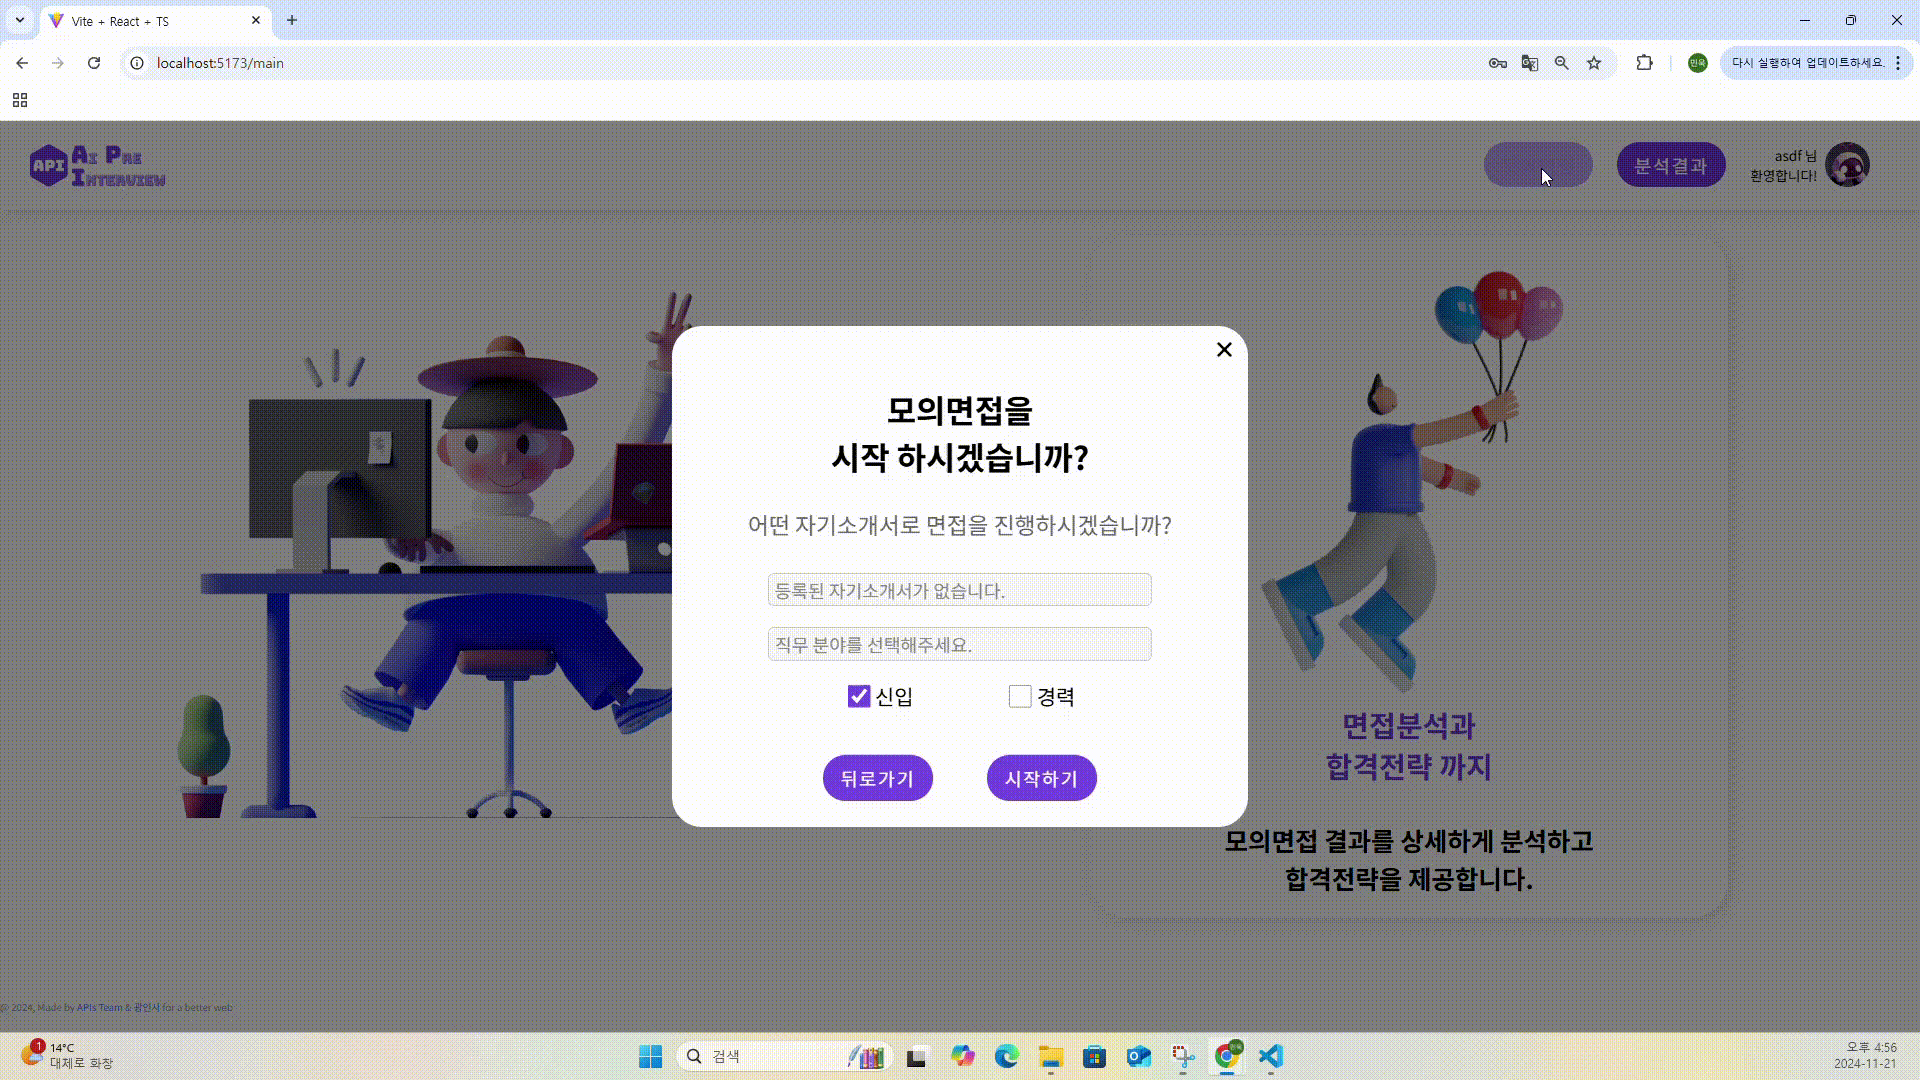 Vite + React + TS
localhost:5173/main
민욱
다시 실행하여 업데이트하세요.
API
Ai Pre
Interview
분석결과
asdf 님
환영합니다!
모의면접을
시작 하시겠습니까?
어떤 자기소개서로 면접을 진행하시겠습니까?
등록된 자기소개서가 없습니다.
직무 분야를 선택해주세요.
신입
경력
뒤로가기
시작하기
면접분석과
합격전략 까지
모의면접 결과를 상세하게 분석하고
합격전략을 제공합니다.
© 2024, Made by APIs Team & 광인사 for a better web
1
14°C
대체로 화창
검색
오후 4:56
2024-11-21